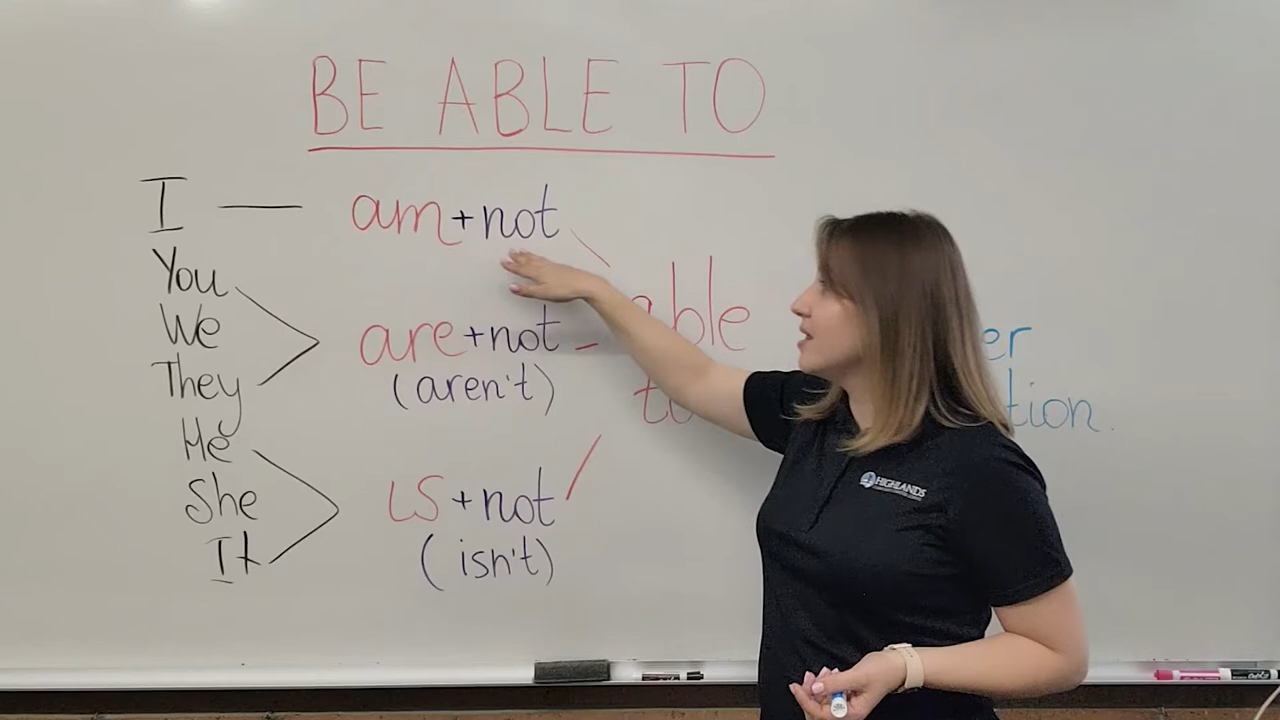 BE ABLE TO
I — am+not
You
We are+not able
They (aren't)
He
She is+not
It (isn't)
HIGHLANDS